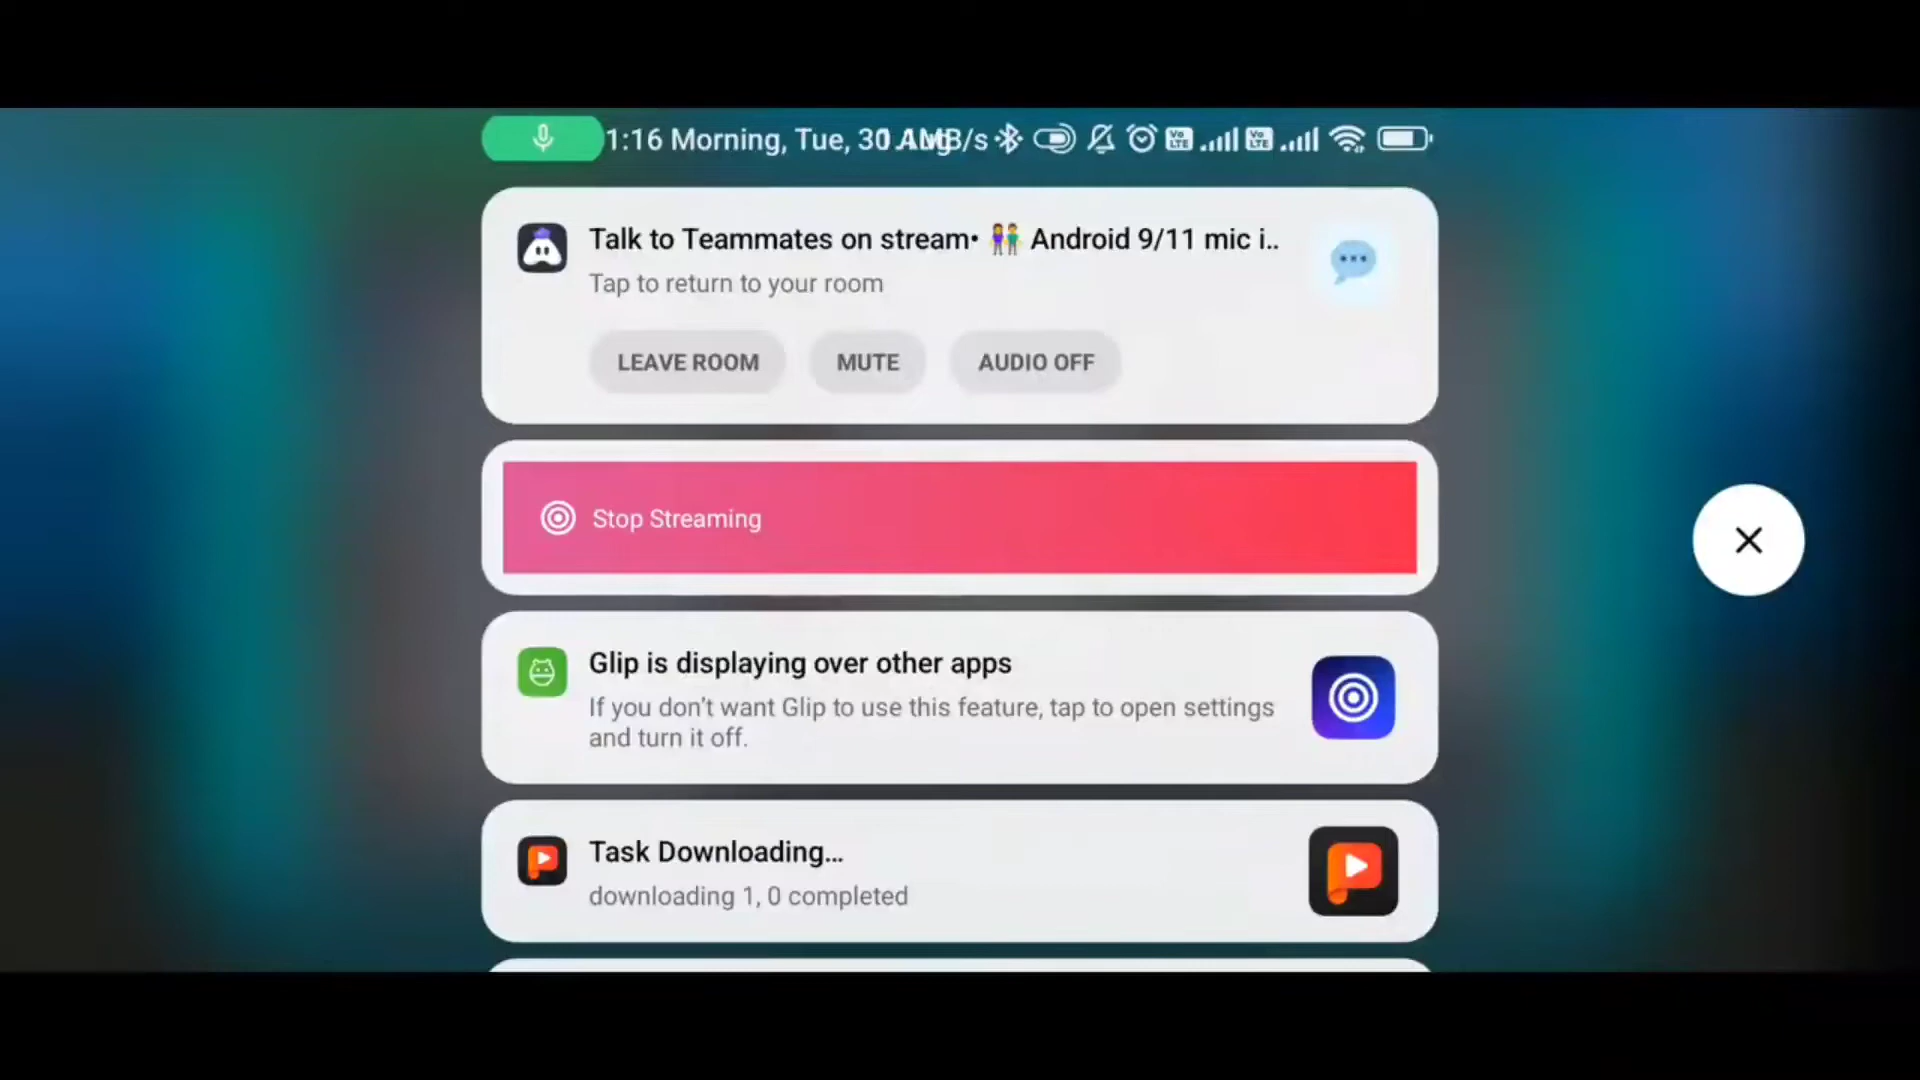 1:16 Morning, Tue, 30 Aug
MB/s
Talk to Teammates on stream• 👫 Android 9/11 mic i..
Tap to return to your room
LEAVE ROOM MUTE AUDIO OFF
Stop Streaming
Glip is displaying over other apps
If you don't want Glip to use this feature, tap to open settings
and turn it off.
Task Downloading...
downloading 1, 0 completed